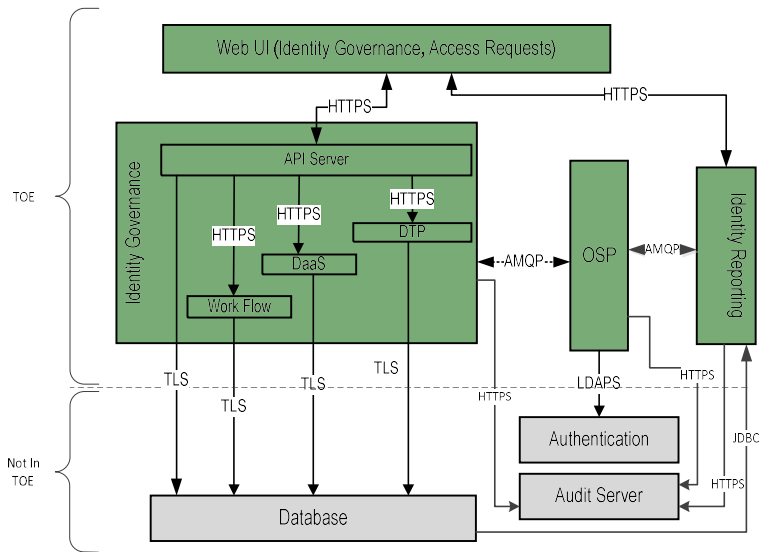 Web UI (Identity Governance, Access Requests)
HTTPS
HTTPS
TOE
Identity Governance
API Server
HTTPS
HTTPS
HTTPS
DTP
DaaS
Work Flow
AMQP
OSP
AMQP
Identity Reporting
TLS
TLS
TLS
TLS
HTTPS
LDAPS
HTTPS
JDBC
HTTPS
Not In
TOE
Authentication
Audit Server
Database